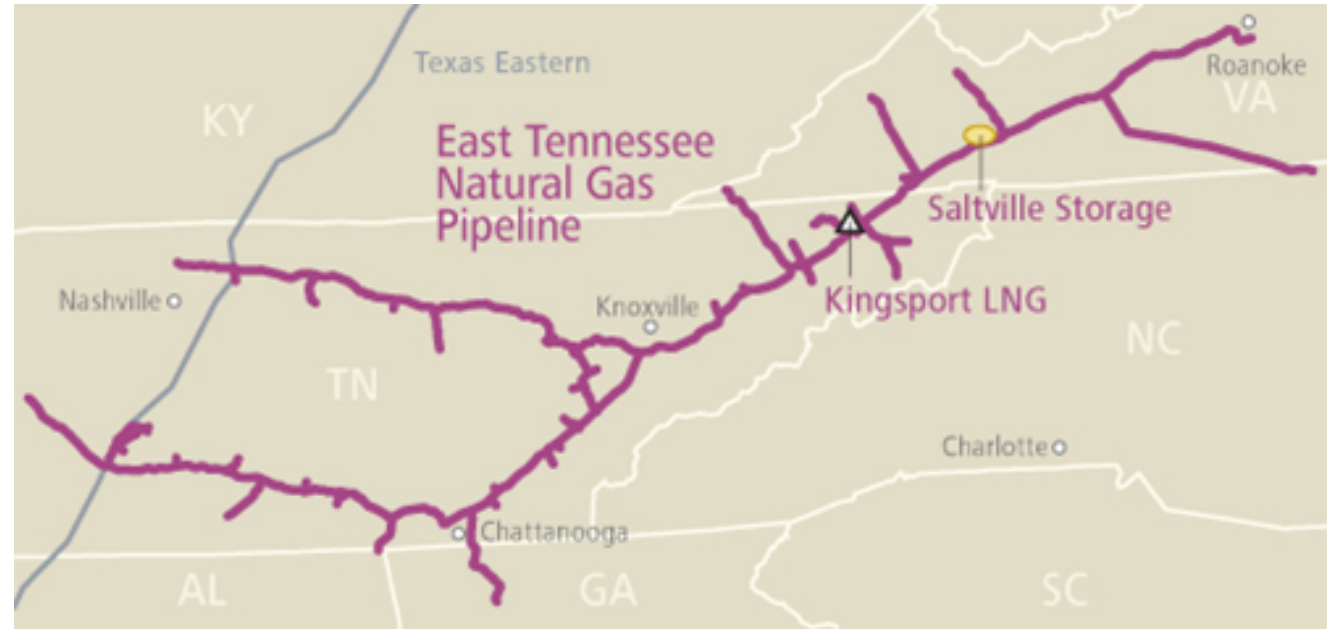 Texas Eastern
Roanoke
KY
VA
East Tennessee
Natural Gas
Pipeline
Saltville Storage
Nashville
Knoxville
Kingsport LNG
NC
TN
Charlotte
Chattanooga
AL
GA
SC